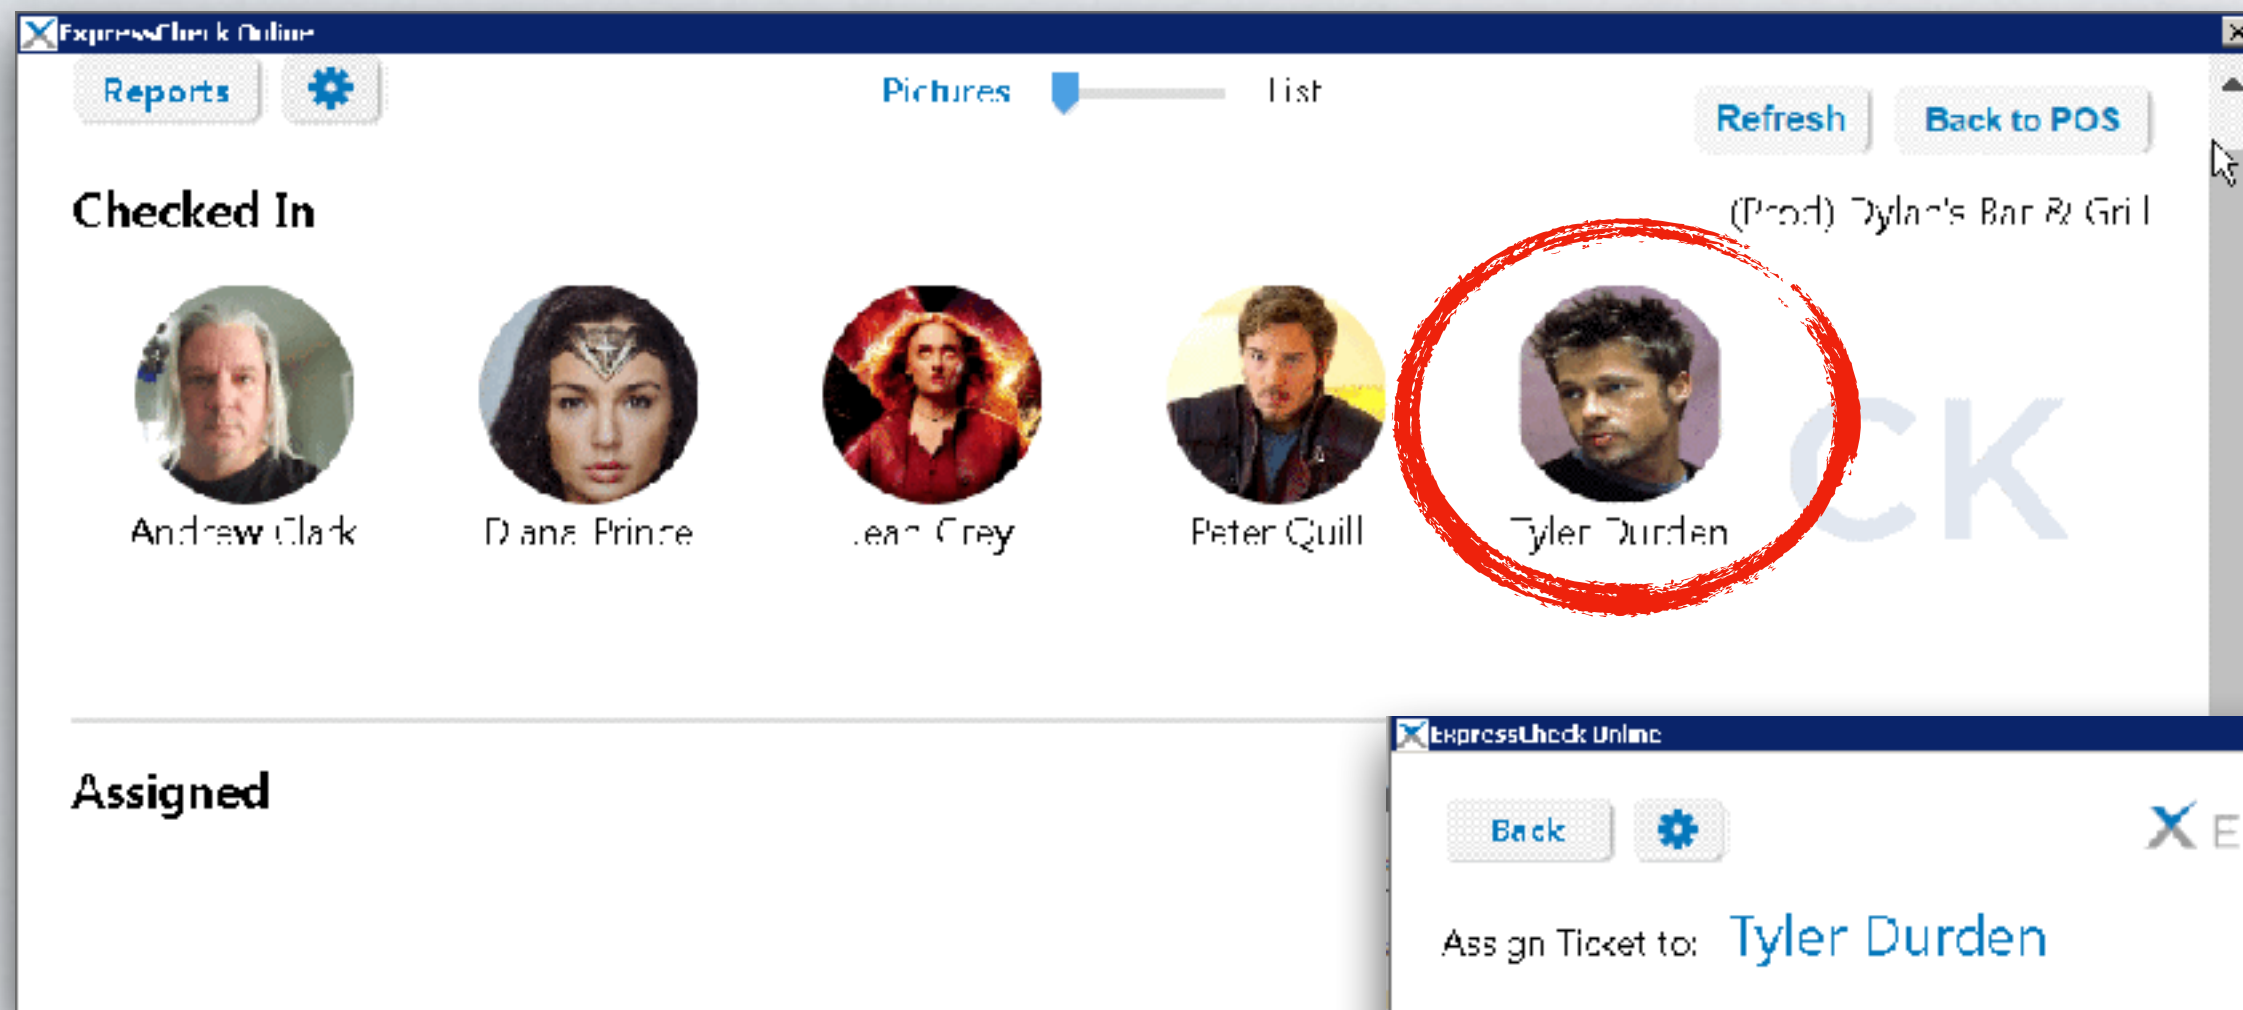 ExpressCheck Online
Reports
Pictures
List
Refresh
Back to POS
Checked In
(Prod) Dylan's Bar & Grill
CK
Andrew Clark
Diana Prince
Jean Grey
Peter Quill
Tyler Durden
Assigned
ExpressCheck Online
Back
E
Assign Ticket to: Tyler Durden